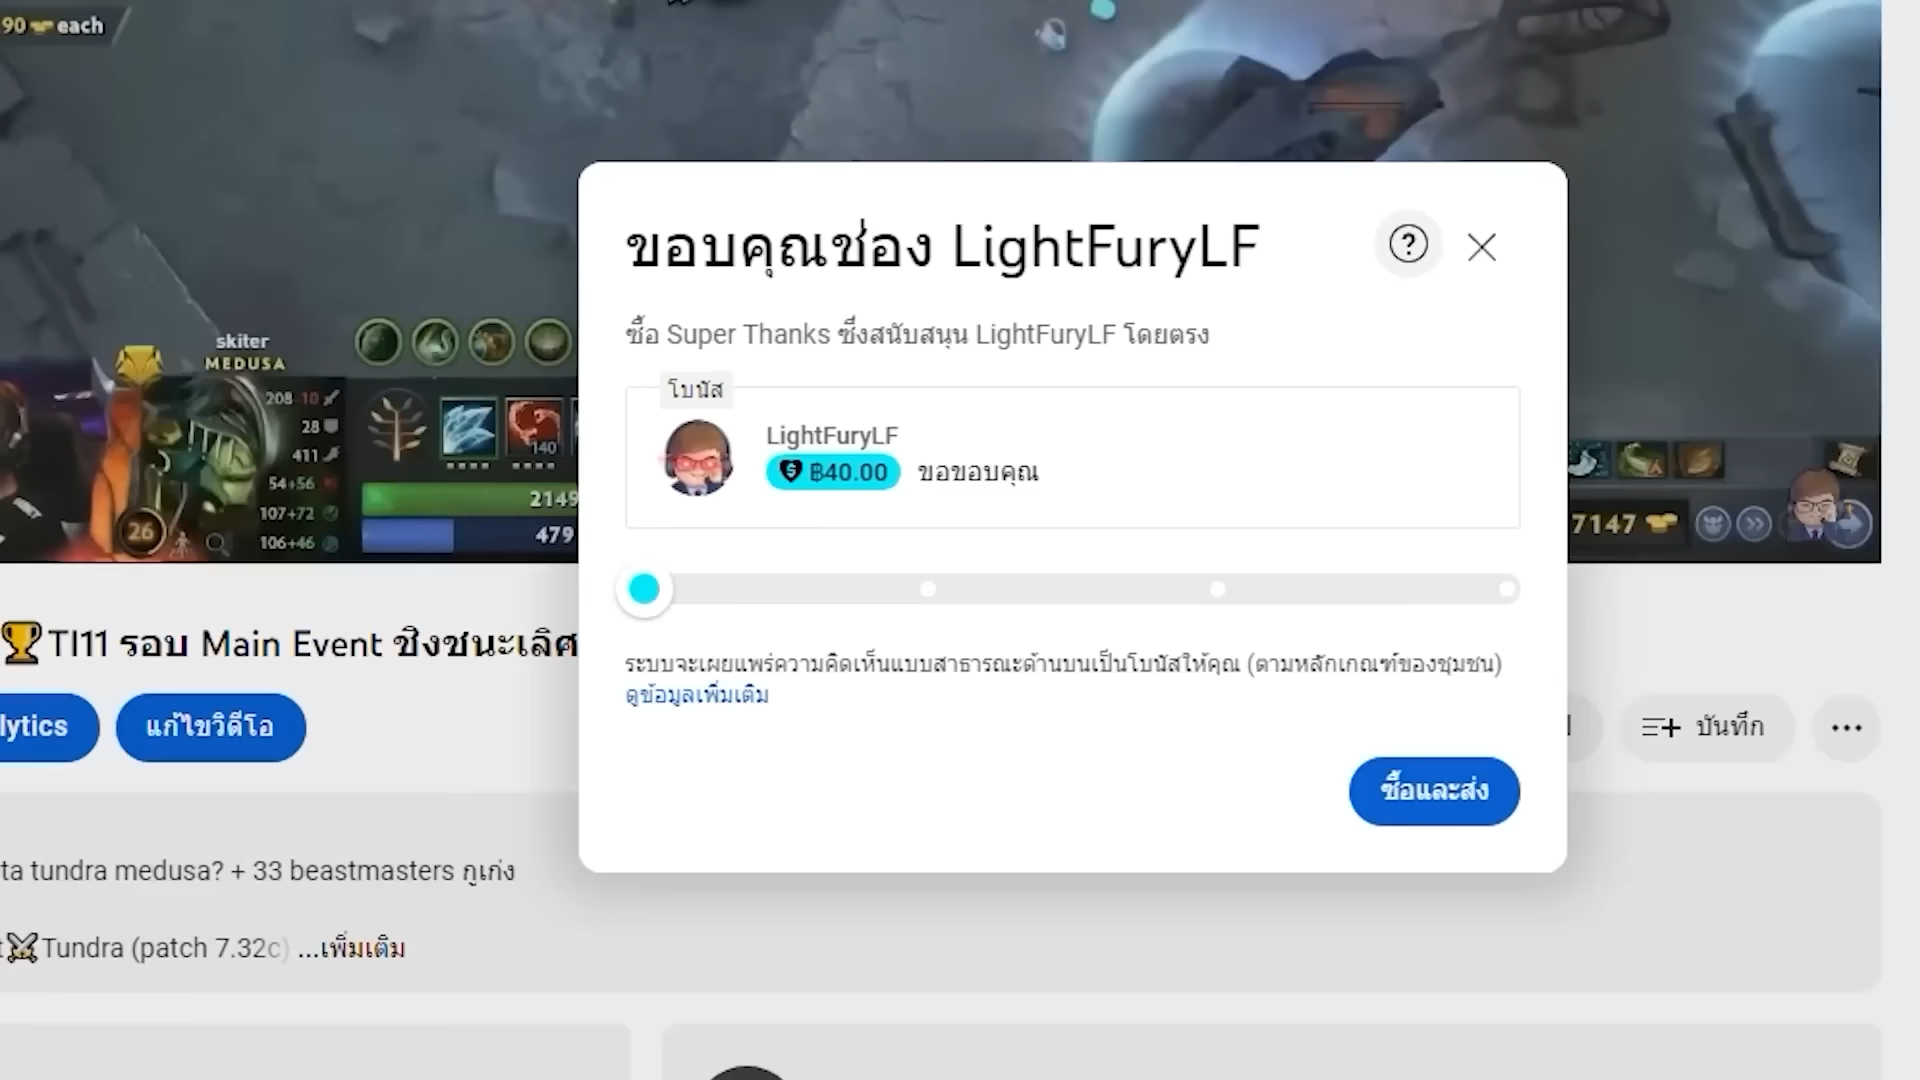 90 each
skiter
MEDUSA
208-10
28
411
54+56
107+72
106+46
26
140
2149
479
7147
ขอบคุณช่อง LightFuryLF
ซื้อ Super Thanks ซึ่งสนับสนุน LightFuryLF โดยตรง
โบนัส
LightFuryLF
฿40.00 ขอขอบคุณ
ระบบจะเผยแพร่ความคิดเห็นแบบสาธารณะด้านบนเป็นโบนัสให้คุณ (ตามหลักเกณฑ์ของชุมชน)
ดูข้อมูลเพิ่มเติม
ซื้อและส่ง
🏆TI11 รอบ Main Event ชิงชนะเลิศ
lytics
แก้ไขวิดีโอ
บันทึก
ta tundra medusa? + 33 beastmasters กูเก่ง
t⚔Tundra (patch 7.32c) ...เพิ่มเติม